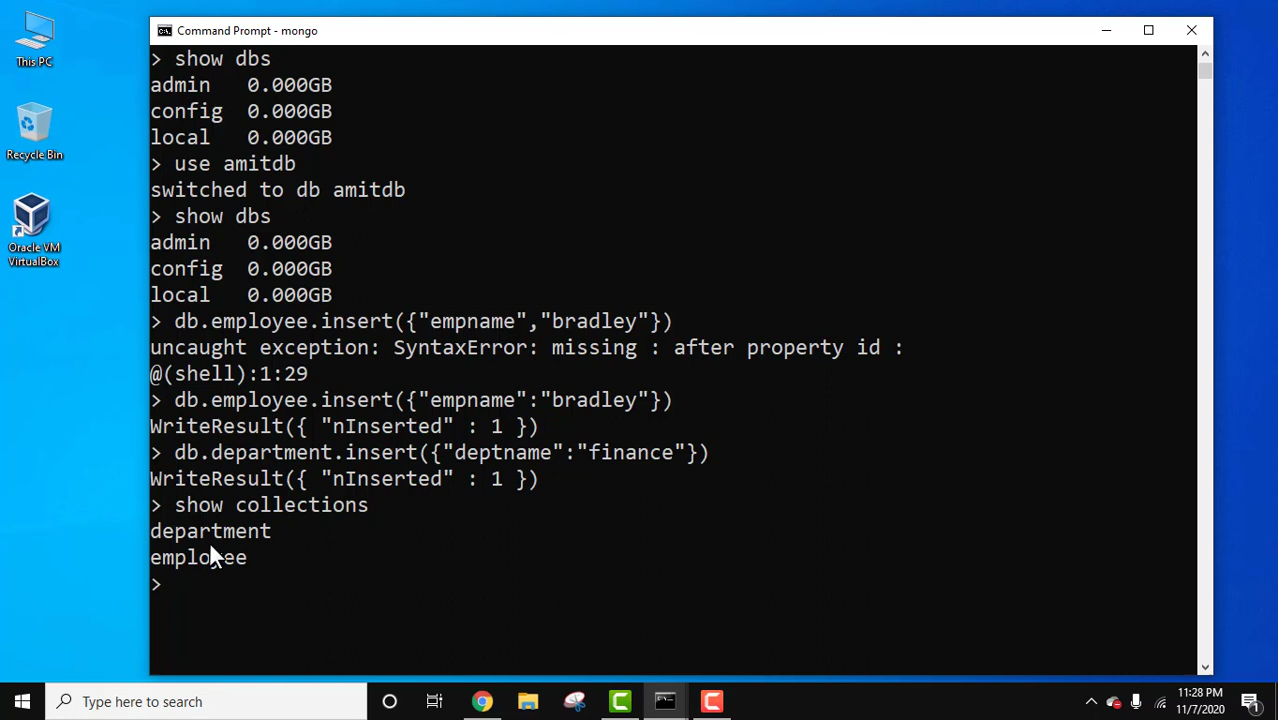 This PC
Recycle Bin
Oracle VM
VirtualBox
Command Prompt - mongo
> show dbs
admin   0.000GB
config  0.000GB
local   0.000GB
> use amitdb
switched to db amitdb
> show dbs
admin   0.000GB
config  0.000GB
local   0.000GB
> db.employee.insert({"empname","bradley"})
uncaught exception: SyntaxError: missing : after property id :
@(shell):1:29
> db.employee.insert({"empname":"bradley"})
WriteResult({ "nInserted" : 1 })
> db.department.insert({"deptname":"finance"})
WriteResult({ "nInserted" : 1 })
> show collections
department
employee
>
Type here to search
11:28 PM
11/7/2020
1